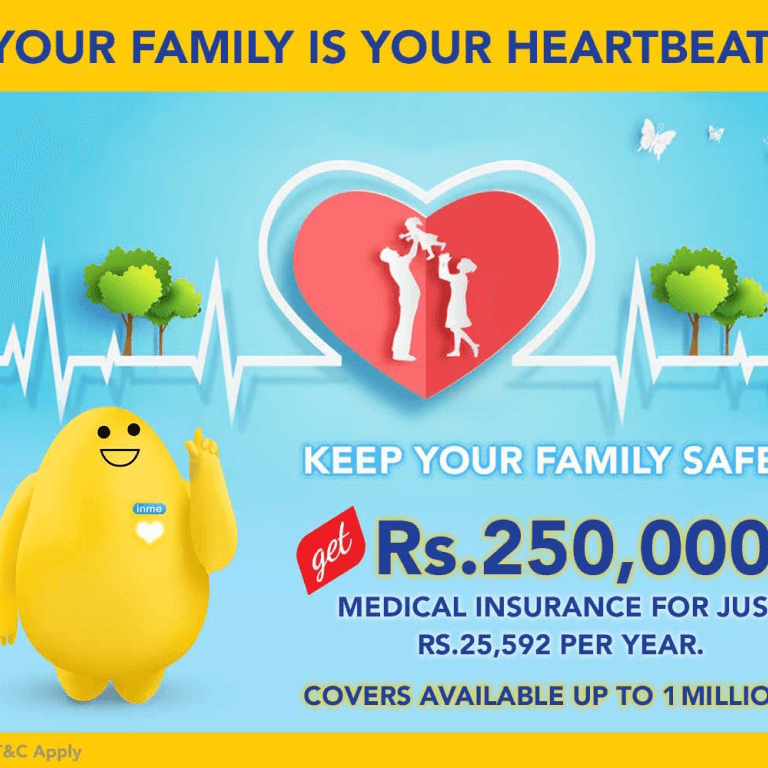 YOUR FAMILY IS YOUR HEARTBEAT
KEEP YOUR FAMILY SAFE
get Rs.250,000
MEDICAL INSURANCE FOR JUS
RS.25,592 PER YEAR.
COVERS AVAILABLE UP TO 1 MILLIO
inme
T&C Apply